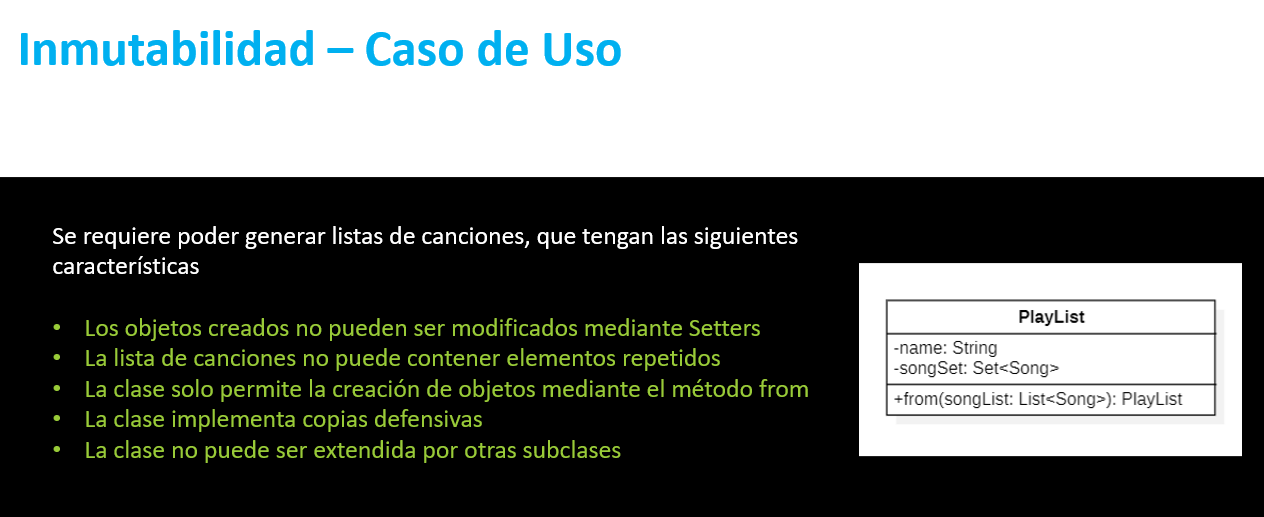 Inmutabilidad – Caso de Uso
Se requiere poder generar listas de canciones, que tengan las siguientes
características
• Los objetos creados no pueden ser modificados mediante Setters
• La lista de canciones no puede contener elementos repetidos
• La clase solo permite la creación de objetos mediante el método from
• La clase implementa copias defensivas
• La clase no puede ser extendida por otras subclases
PlayList
-name: String
-songSet: Set<Song>
+from(songList: List<Song>): PlayList